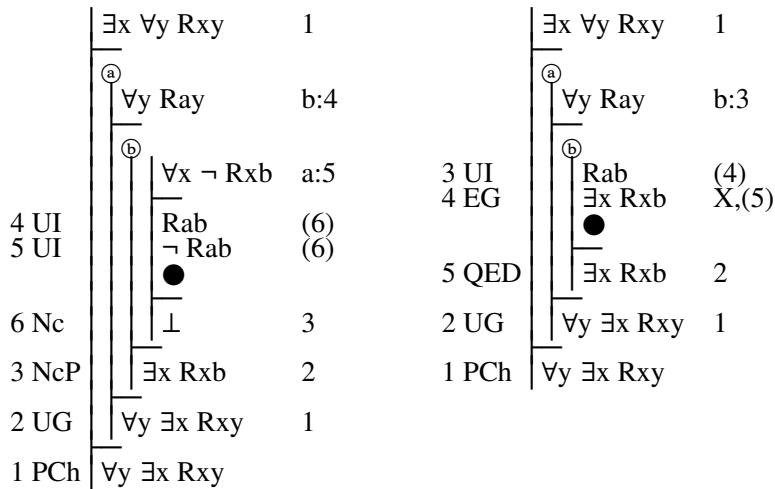 ∃x ∀y Rxy 1
ⓐ
∀y Ray b:4
ⓑ
∀x ¬ Rxb a:5
4 UI Rab (6)
5 UI ¬ Rab (6)
●
6 Nc ⊥ 3
3 NcP ∃x Rxb 2
2 UG ∀y ∃x Rxy 1
1 PCh ∀y ∃x Rxy
∃x ∀y Rxy 1
ⓐ
∀y Ray b:3
ⓑ
3 UI Rab (4)
4 EG ∃x Rxb X,(5)
●
5 QED ∃x Rxb 2
2 UG ∀y ∃x Rxy 1
1 PCh ∀y ∃x Rxy